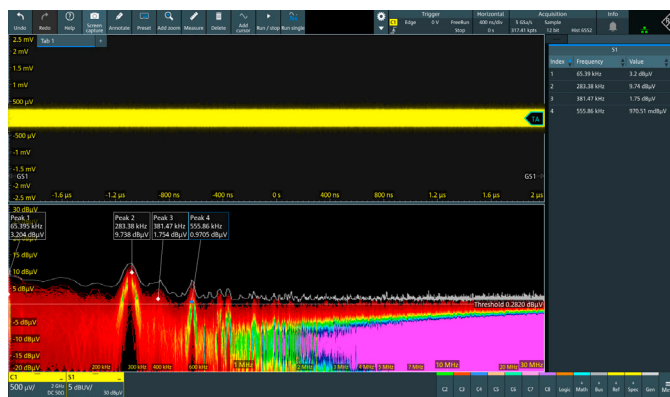 Undo
Redo
Help
Screen capture
Annotate
Preset
Add zoom
Search
Measure
Delete
Add cursor
Run / stop
Run single
Trigger
C1 Edge 0 V FreeRun
Stop
Horizontal
400 ns/div
0 s
Acquisition
5 GSa/s Sample
317.41 kpts 12 bit Hist 6552
Info
Tab 1 +
2.5 mV
2 mV
1.5 mV
1 mV
500 µV
-500 µV
-1 mV
-1.5 mV
GS1
-2 mV
-2.5 mV
TA
GS1
-1.6 µs -1.2 µs -800 ns -400 ns 0 s 400 ns 800 ns 1.2 µs 1.6 µs 2 µs
S1
Index Frequency Value
1 65.39 kHz 3.2 dBµV
2 283.38 kHz 9.74 dBµV
3 381.47 kHz 1.75 dBµV
4 555.86 kHz 970.51 mdBµV
30 dBµV
15 dBµV
10 dBµV
5 dBµV
-5 dBµV
-10 dBµV
-15 dBµV
-20 dBµV
Peak 1
65.395 kHz
3.204 dBµV
Peak 2
283.38 kHz
9.738 dBµV
Peak 3
381.47 kHz
1.754 dBµV
Peak 4
555.86 kHz
0.9705 dBµV
Threshold 0.2820 dBµV
200 kHz 300 kHz 400 kHz 600 kHz 1 MHz 2 MHz 3 MHz 4 MHz 5 MHz 7 MHz 10 MHz 20 MHz 30 MHz
C1
500 µV/
2 GHz
DC 50Ω
S1
5 dBUV/
30 dBµV
C2 C3 C4 C5 C6 C7 C8 Logic
+ Math
+ Bus
+ Ref
+ Spec
+ Gen